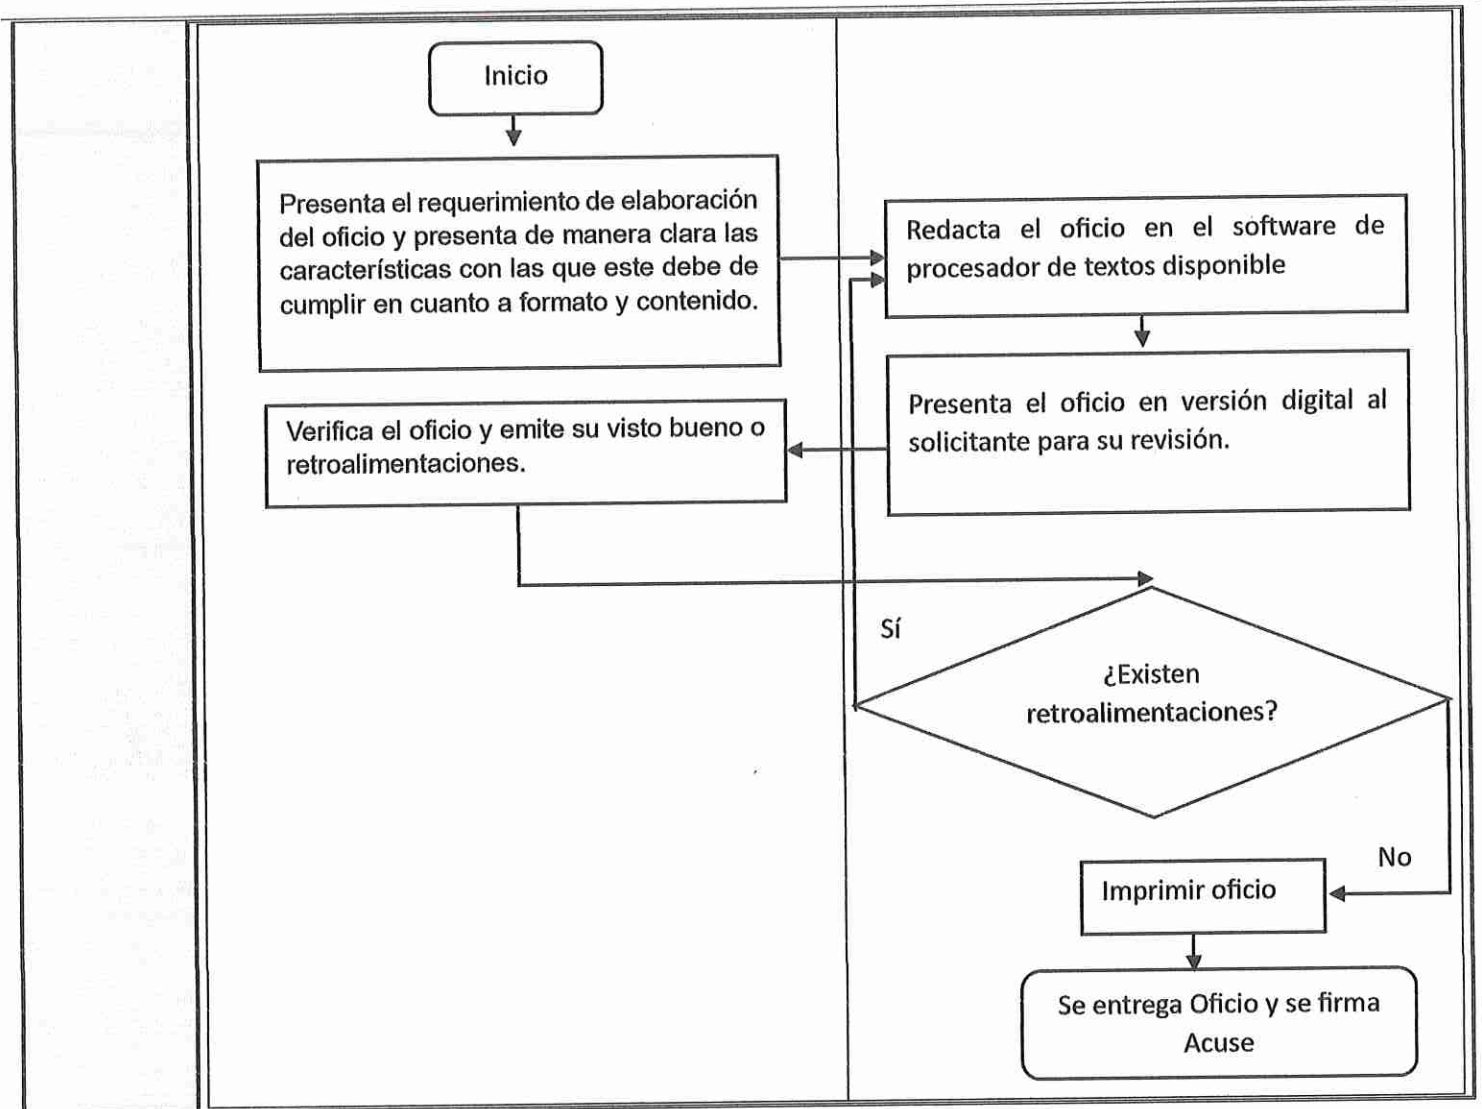 Inicio
Presenta el requerimiento de elaboración
del oficio y presenta de manera clara las
características con las que este debe de
cumplir en cuanto a formato y contenido.
Redacta el oficio en el software de
procesador de textos disponible
Presenta el oficio en versión digital al
solicitante para su revisión.
Verifica el oficio y emite su visto bueno o
retroalimentaciones.
Sí
¿Existen
retroalimentaciones?
No
Imprimir oficio
Se entrega Oficio y se firma
Acuse